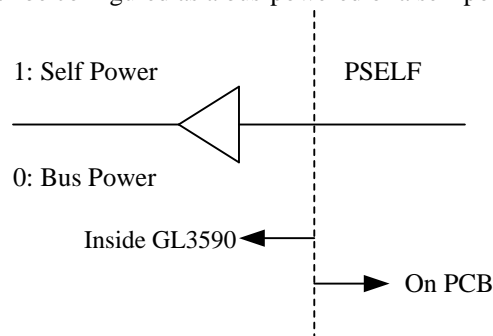 1: Self Power
PSELF
0: Bus Power
Inside GL3590
On PCB